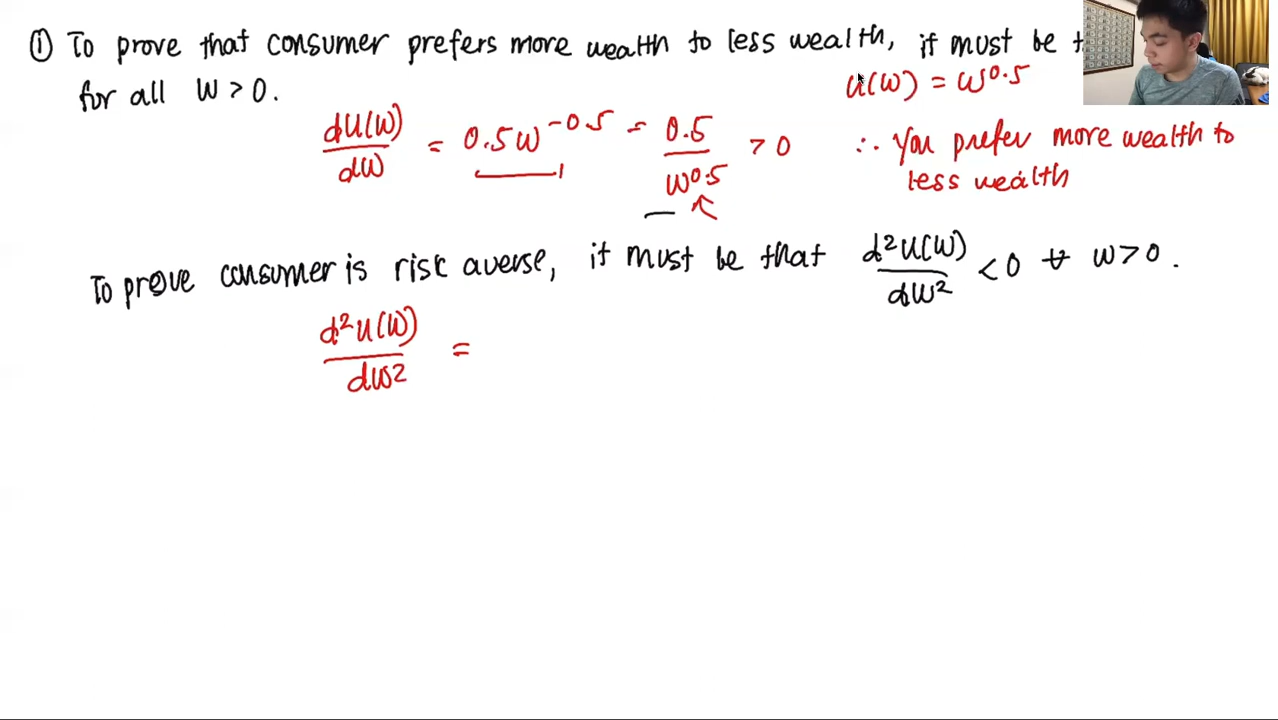 ① To prove that consumer prefers more wealth to less wealth, it must be
for all W > 0.
U(W) = W^0.5
dU(W)/dW = 0.5W^-0.5 = 0.5/W^0.5 > 0
∴ You prefer more wealth to
less wealth
To prove consumer is risk averse, it must be that d²U(W)/dW² < 0 ∀ W > 0.
d²U(W)/dW² =